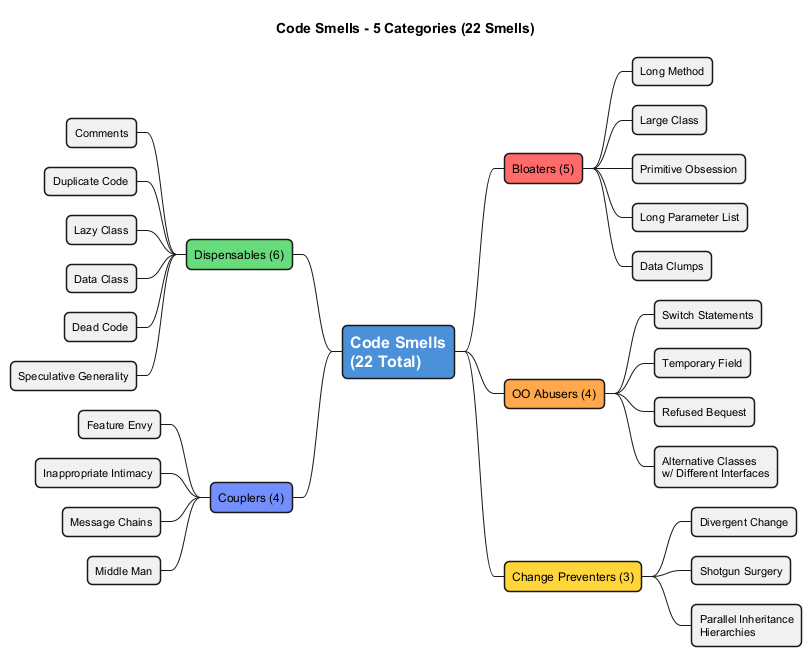 Code Smells - 5 Categories (22 Smells)
Code Smells
(22 Total)
Bloaters (5)
Long Method
Large Class
Primitive Obsession
Long Parameter List
Data Clumps
OO Abusers (4)
Switch Statements
Temporary Field
Refused Bequest
Alternative Classes
w/ Different Interfaces
Change Preventers (3)
Divergent Change
Shotgun Surgery
Parallel Inheritance
Hierarchies
Dispensables (6)
Comments
Duplicate Code
Lazy Class
Data Class
Dead Code
Speculative Generality
Couplers (4)
Feature Envy
Inappropriate Intimacy
Message Chains
Middle Man